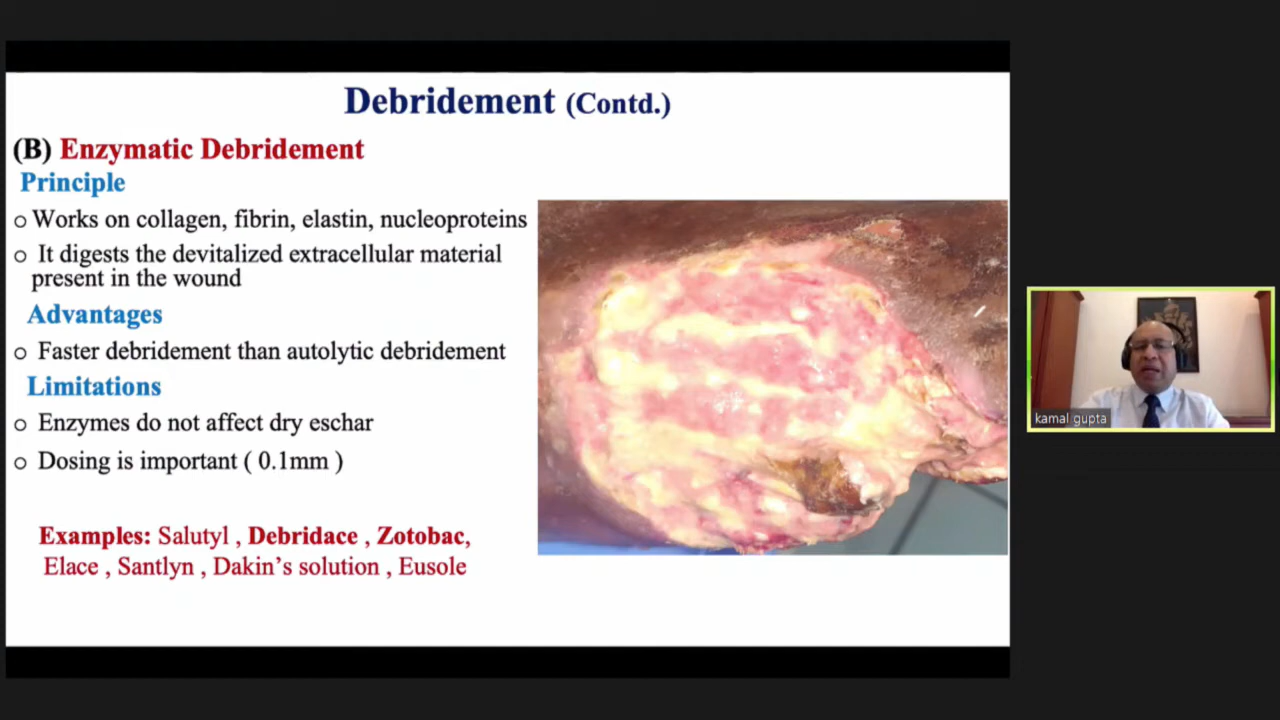 Debridement (Contd.)
(B) Enzymatic Debridement
Principle
o Works on collagen, fibrin, elastin, nucleoproteins
o It digests the devitalized extracellular material
present in the wound
Advantages
o Faster debridement than autolytic debridement
Limitations
o Enzymes do not affect dry eschar
o Dosing is important ( 0.1mm )
Examples: Salutyl , Debridace , Zotobac,
Elace , Santlyn , Dakin’s solution , Eusole
kamal gupta